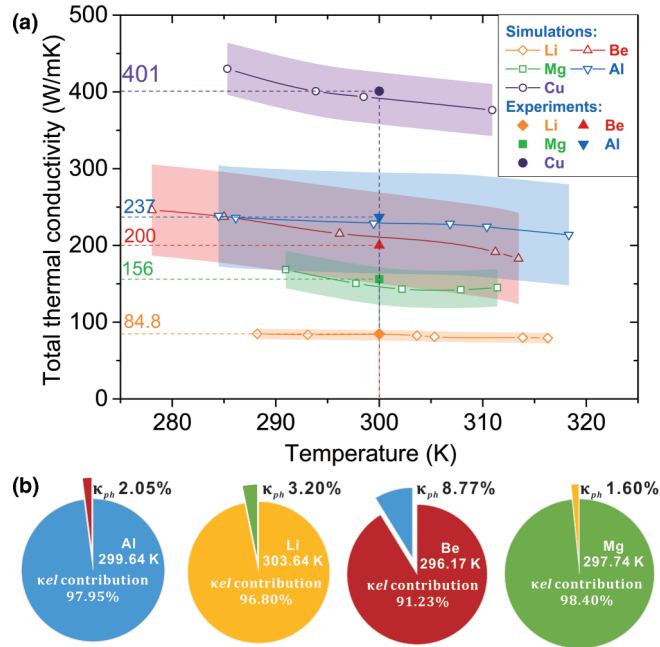 (a)
Total thermal conductivity (W/mK)
500
400
300
200
100
0
401
237
200
156
84.8
Simulations:
Li Be
Mg Al
Cu
Experiments:
Li Be
Mg Al
Cu
280 290 300 310 320
Temperature (K)
(b)
κph 2.05%
Al
299.64 K
κel contribution
97.95%
κph 3.20%
Li
303.64 K
κel contribution
96.80%
κph 8.77%
Be
296.17 K
κel contribution
91.23%
κph 1.60%
Mg
297.74 K
κel contribution
98.40%